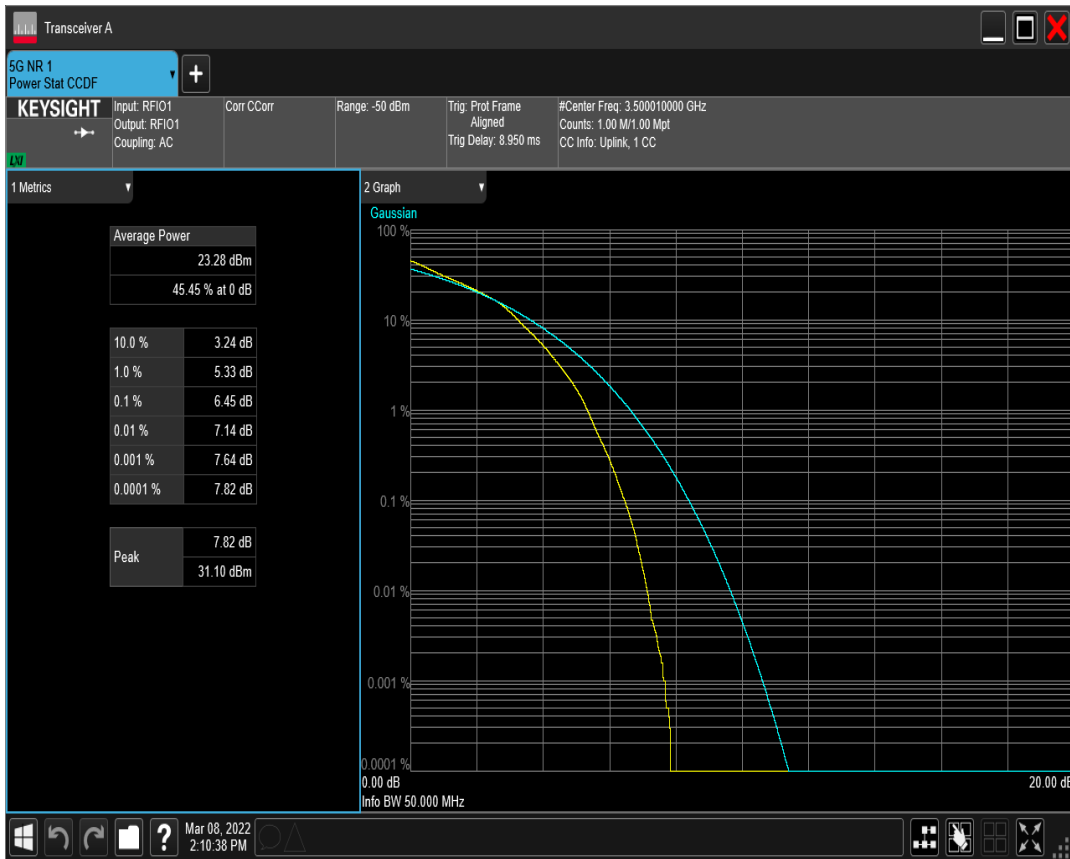 Transceiver A
5G NR 1
Power Stat CCDF
+
KEYSIGHT
LXI
Input: RFIO1
Output: RFIO1
Coupling: AC
Corr CCorr
Range: -50 dBm
Trig: Prot Frame
Aligned
Trig Delay: 8.950 ms
#Center Freq: 3.500010000 GHz
Counts: 1.00 M/1.00 Mpt
CC Info: Uplink, 1 CC
1 Metrics
Average Power
23.28 dBm
45.45 % at 0 dB
10.0 % 3.24 dB
1.0 % 5.33 dB
0.1 % 6.45 dB
0.01 % 7.14 dB
0.001 % 7.64 dB
0.0001 % 7.82 dB
Peak 7.82 dB
31.10 dBm
2 Graph
Gaussian
100 %
10 %
1 %
0.1 %
0.01 %
0.001 %
0.0001 %
0.00 dB 20.00 dB
Info BW 50.000 MHz
?
Mar 08, 2022
2:10:38 PM